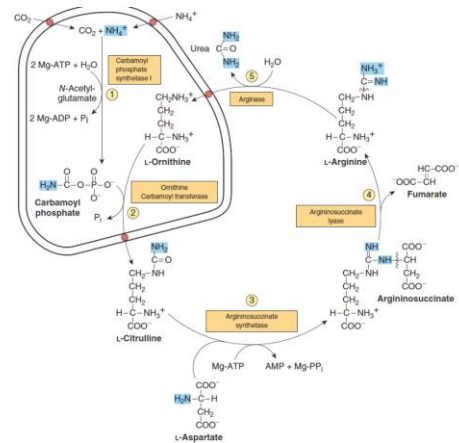 CO₂
NH₄⁺
CO₂ + NH₄⁺
2 Mg-ATP + H₂O
N-Acetyl-
glutamate
1
Carbamoyl
phosphate
synthetase I
2 Mg-ADP + Pᵢ
H₂N–C–O–P–O⁻
O
O
O⁻
Carbamoyl
phosphate
Pᵢ
2
Ornithine
Carbamoyl transferase
CH₂NH₃⁺
CH₂
CH₂
H–C–NH₃⁺
COO⁻
L-Ornithine
Urea
NH₂
C=O
NH₂
H₂O
5
Arginase
NH₃⁺
C=NH
NH
CH₂
CH₂
CH₂
H–C–NH₃⁺
COO⁻
L-Arginine
4
Argininosuccinate
lyase
HC–COO⁻
⁻OOC–CH
Fumarate
NH
C–NH–C–H
NH
COO⁻
CH₂
COO⁻
CH₂
CH₂
CH₂
H–C–NH₃⁺
COO⁻
Argininosuccinate
NH₂
C=O
CH₂–NH
CH₂
CH₂
H–C–NH₃⁺
COO⁻
L-Citrulline
3
Argininosuccinate
synthetase
Mg-ATP
AMP + Mg-PPᵢ
COO⁻
H₂N–C–H
CH₂
COO⁻
L-Aspartate